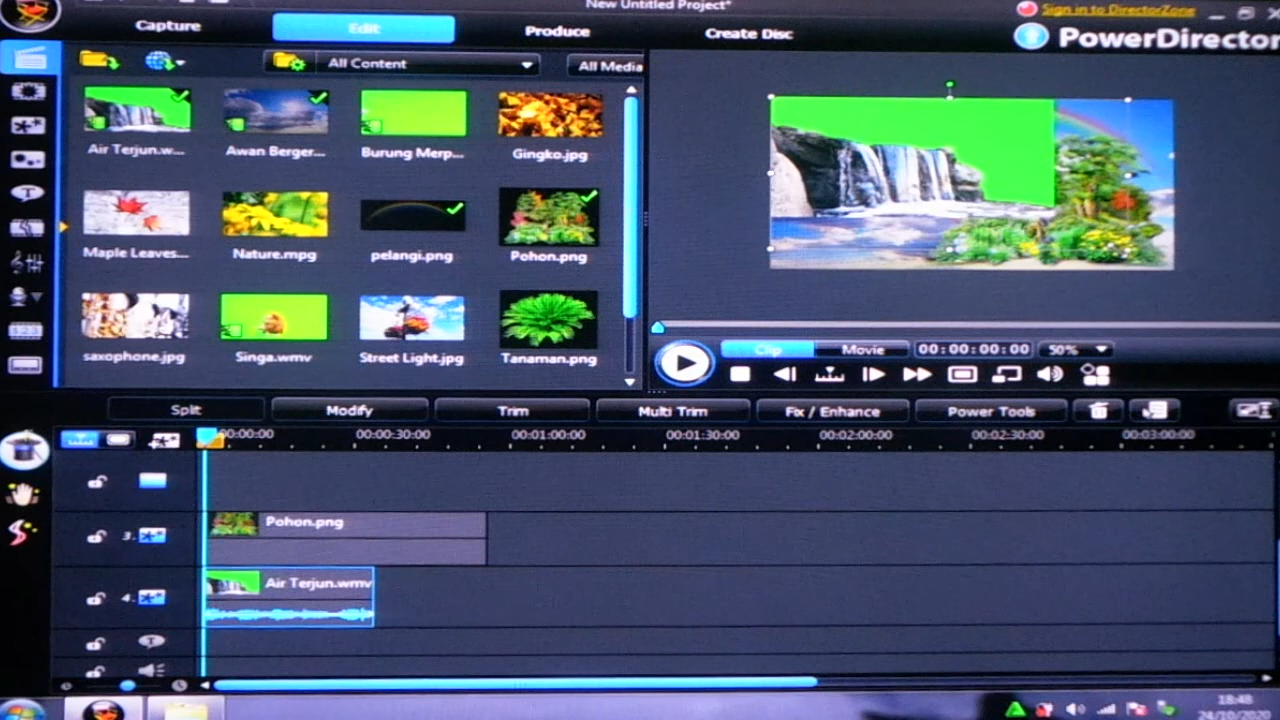 New Untitled Project*
Sign in to DirectorZone
Capture
Edit
Produce
Create Disc
PowerDirector
All Content
All Media
Air Terjun.w...
Awan Berger...
Burung Merp...
Gingko.jpg
Maple Leaves...
Nature.mpg
pelangi.png
Pohon.png
saxophone.jpg
Singa.wmv
Street Light.jpg
Tanaman.png
Clip
Movie
00:00:00:00
50%
Split
Modify
Trim
Multi Trim
Fix / Enhance
Power Tools
00:00:00
00:00:30:00
00:01:00:00
00:01:30:00
00:02:00:00
00:02:30:00
00:03:00:00
3.
Pohon.png
4.
Air Terjun.wmv
18:48
24/10/2020